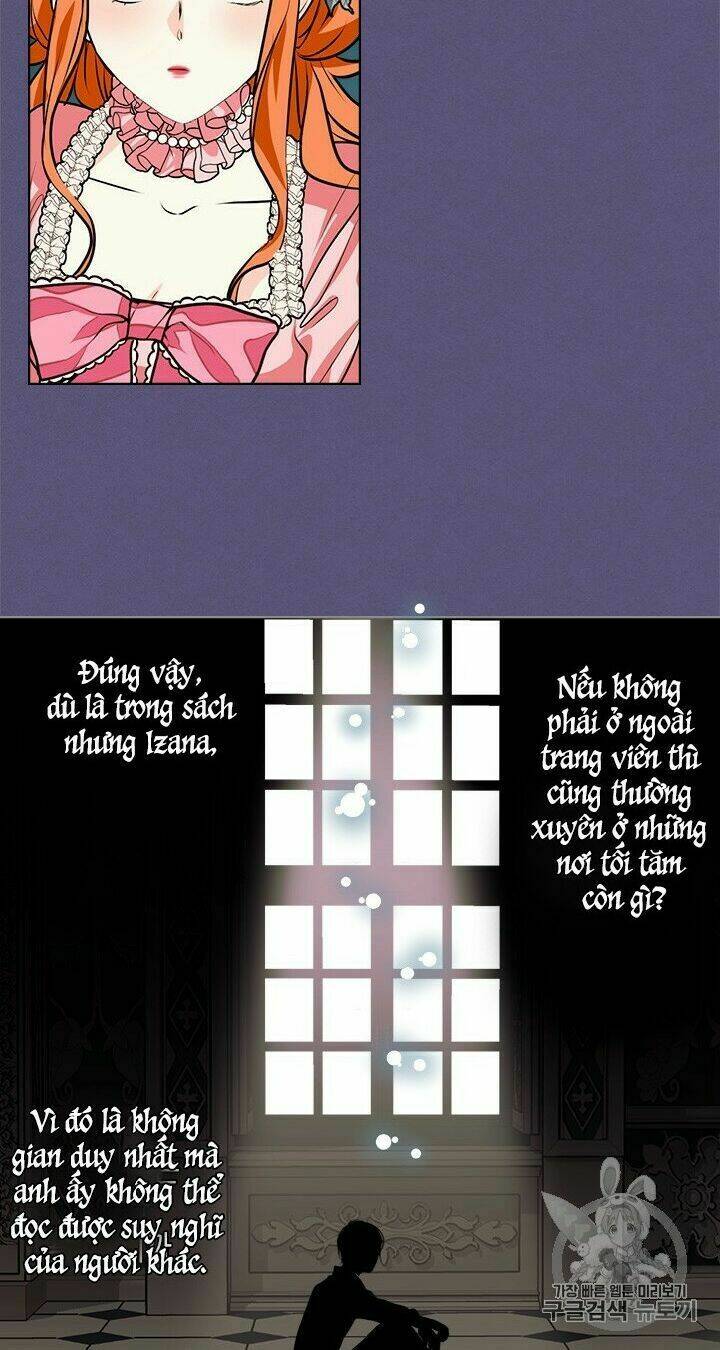 Đúng vậy,
dù là trong sách
nhưng Izana,
Nếu không
phải ở ngoài
trang viên thì
cũng thường
xuyên ở những
nơi tối tăm
còn gì?
Vì đó là không
gian duy nhất mà
anh ấy không thể
đọc được suy nghĩ
của người khác.
가장 빠른 웹툰 미리보기
구글검색 뉴토끼